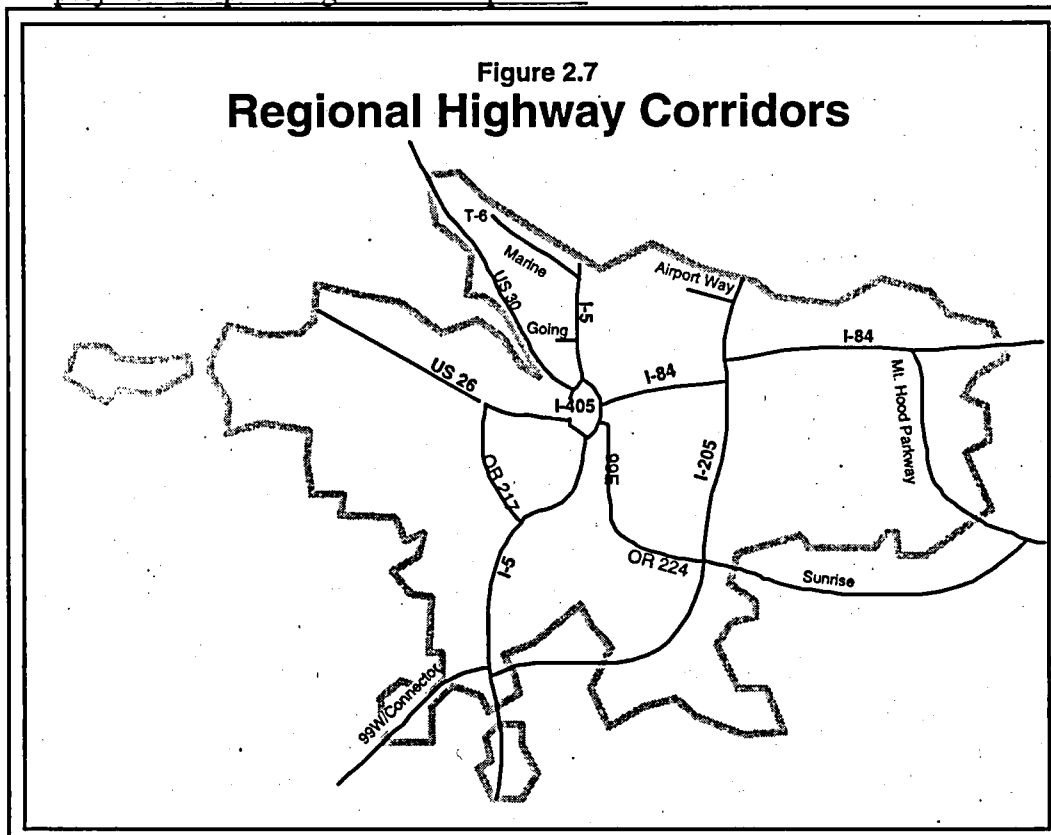 Figure 2.7
Regional Highway Corridors
T-6
Marine
Airport Way
US 30
I-5
Going
I-84
I-84
US 26
I-405
Mt. Hood Parkway
OR 217
99E
I-205
I-5
OR 224
Sunrise
99W/Connector